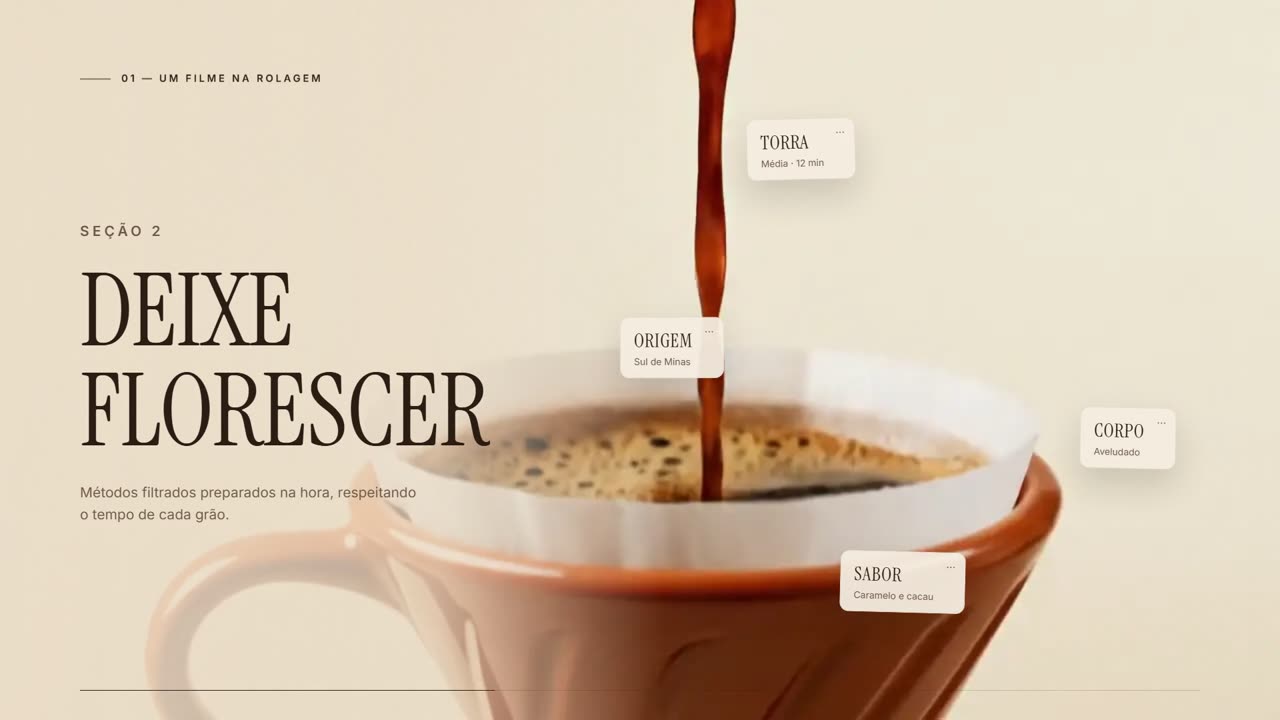 01 — UM FILME NA ROLAGEM
SEÇÃO 2
DEIXE
FLORESCER
Métodos filtrados preparados na hora, respeitando
o tempo de cada grão.
TORRA
Média · 12 min
ORIGEM
Sul de Minas
CORPO
Aveludado
SABOR
Caramelo e cacau